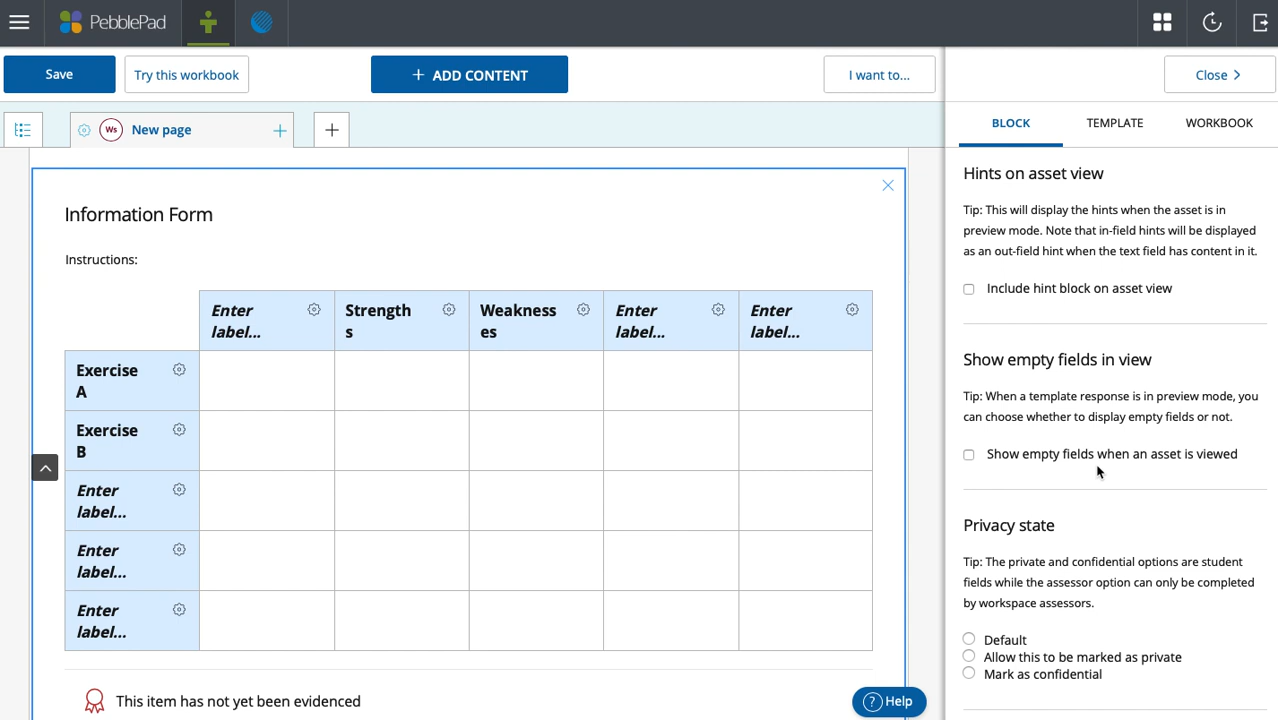 PebblePad
Save
Try this workbook
+ ADD CONTENT
I want to...
Close >
Ws New page
BLOCK TEMPLATE WORKBOOK
Information Form
Instructions:
Enter
label...
Strength
s
Weakness
es
Enter
label...
Enter
label...
Exercise
A
Exercise
B
Enter
label...
Enter
label...
Enter
label...
This item has not yet been evidenced
? Help
Hints on asset view
Tip: This will display the hints when the asset is in
preview mode. Note that in-field hints will be displayed
as an out-field hint when the text field has content in it.
Include hint block on asset view
Show empty fields in view
Tip: When a template response is in preview mode, you
can choose whether to display empty fields or not.
Show empty fields when an asset is viewed
Privacy state
Tip: The private and confidential options are student
fields while the assessor option can only be completed
by workspace assessors.
Default
Allow this to be marked as private
Mark as confidential